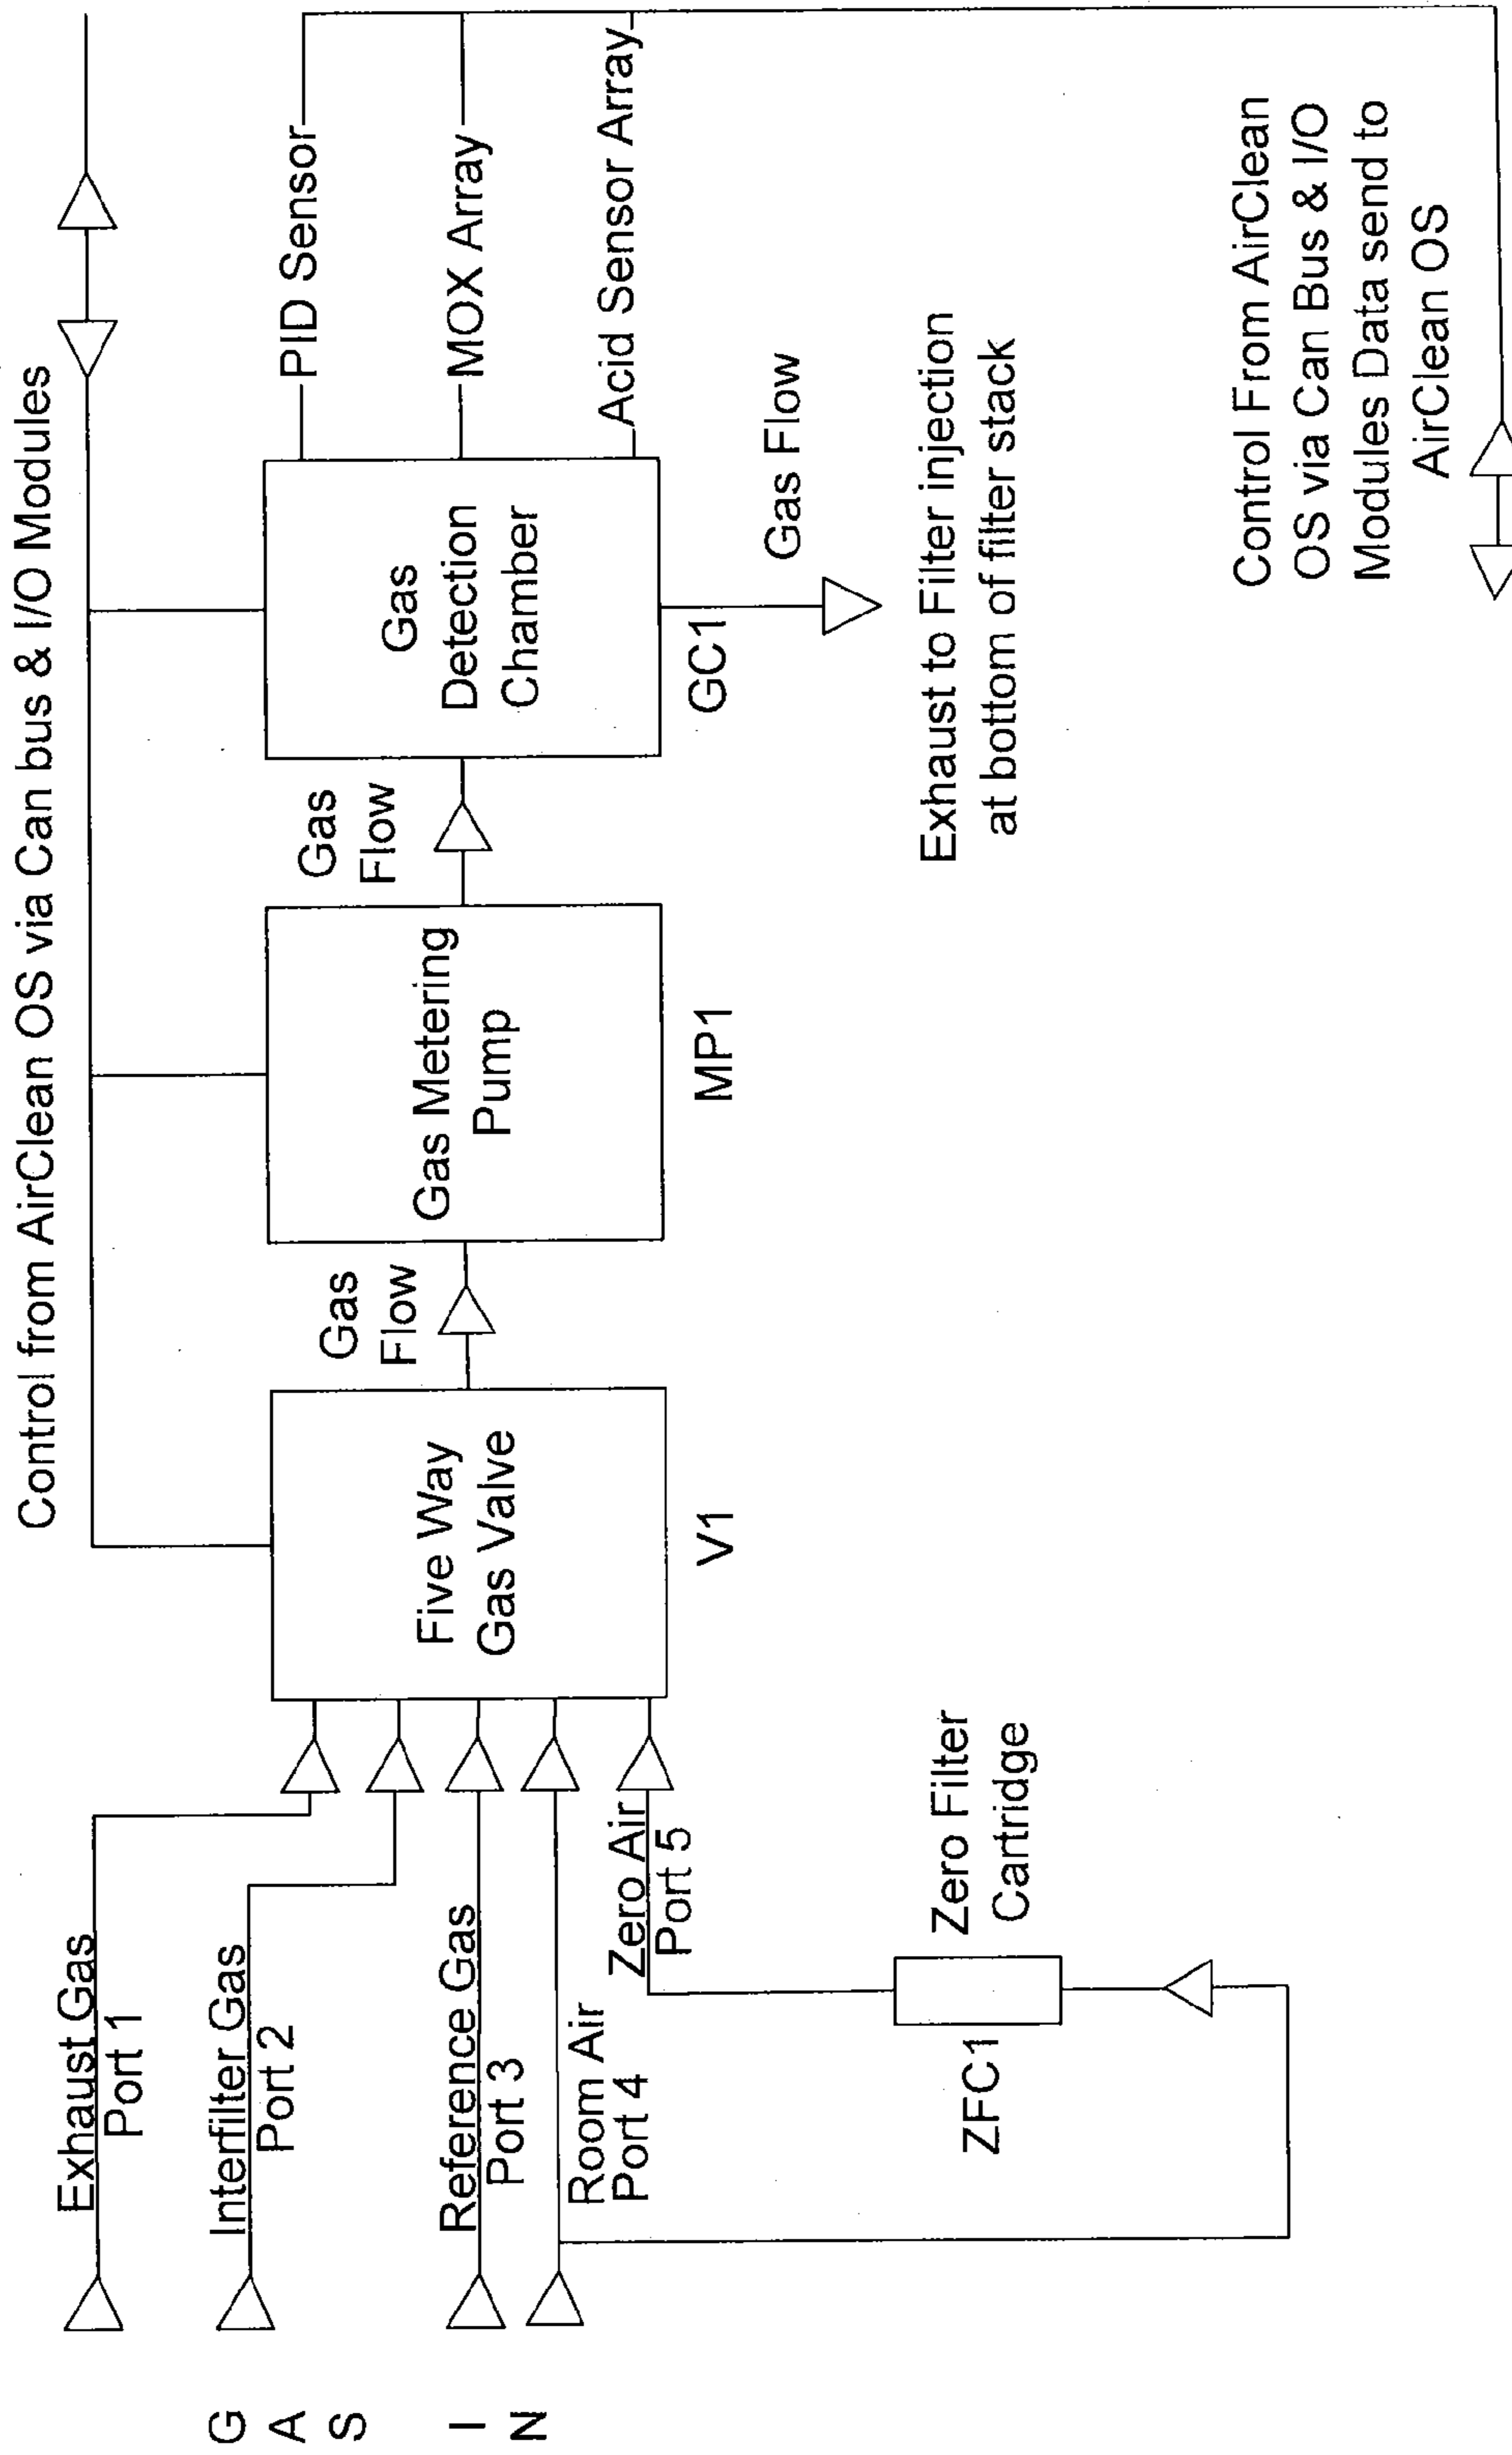 Control from AirClean OS via Can bus & I/O Modules
GAS IN
Exhaust Gas
Port 1
Interfilter Gas
Port 2
Reference Gas
Port 3
Room Air
Port 4
Zero Air
Port 5
Five Way
Gas Valve
V1
Gas
Flow
Gas Metering
Pump
MP1
Gas
Flow
Gas
Detection
Chamber
GC1
PID Sensor
MOX Array
Acid Sensor Array
Gas Flow
Exhaust to Filter injection
at bottom of filter stack
ZFC1
Zero Filter
Cartridge
Control From AirClean
OS via Can Bus & I/O
Modules Data send to
AirClean OS